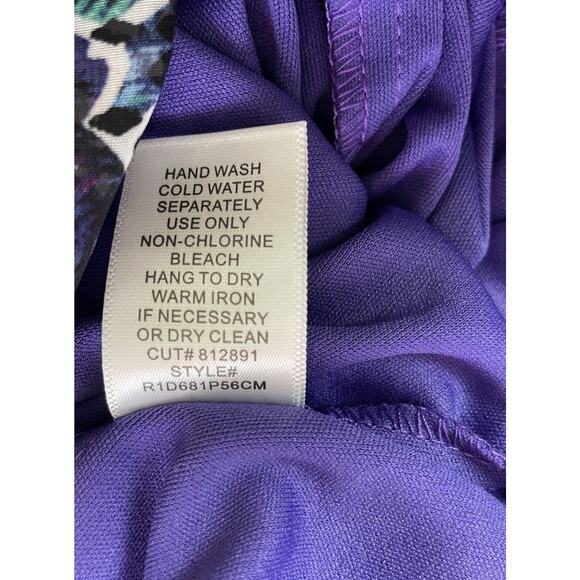 HAND WASH
COLD WATER
SEPARATELY
USE ONLY
NON-CHLORINE
BLEACH
HANG TO DRY
WARM IRON
IF NECESSARY
OR DRY CLEAN
CUT# 812891
STYLE#
R1D681P56CM